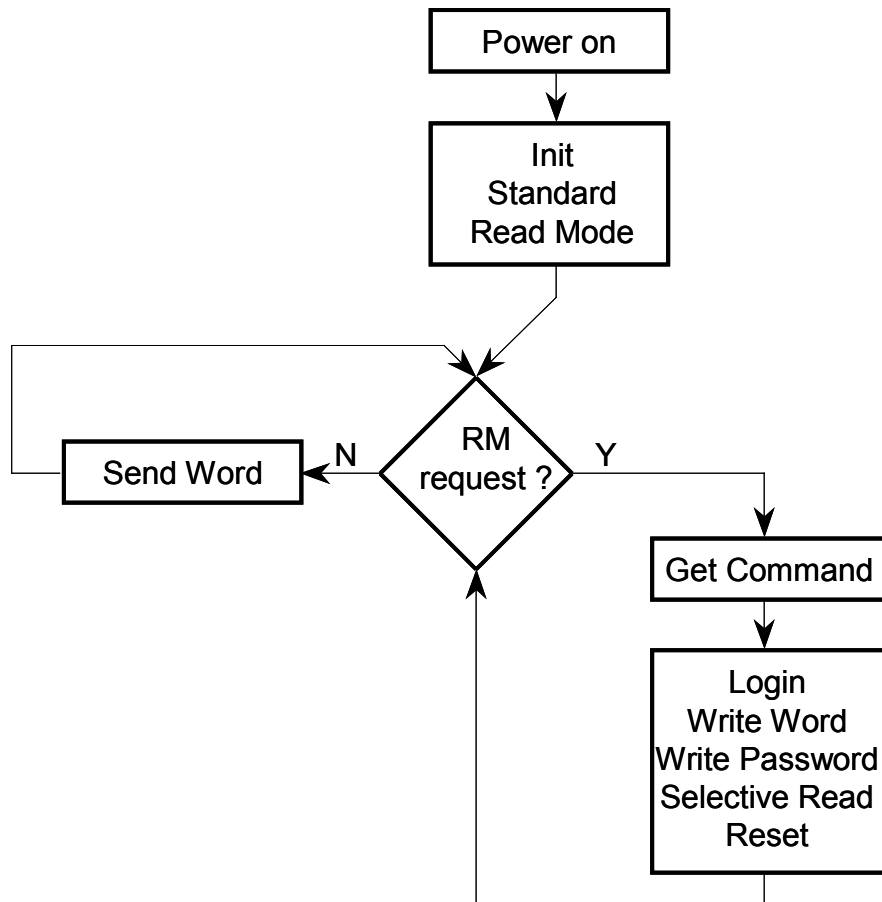 Power on
Init
Standard
Read Mode
RM
request ?
N
Y
Send Word
Get Command
Login
Write Word
Write Password
Selective Read
Reset